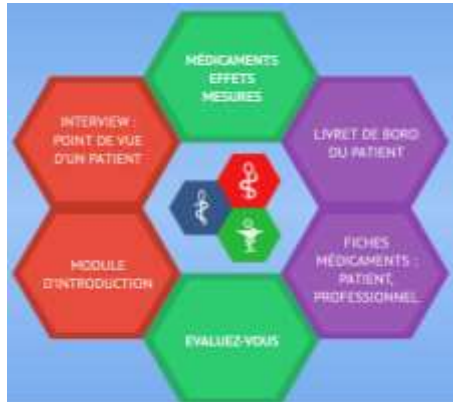 MÉDICAMENTS
EFFETS
MESURES
INTERVIEW :
POINT DE VUE
D'UN PATIENT
LIVRET DE BORD
DU PATIENT
MODULE
D'INTRODUCTION
FICHES
MÉDICAMENTS :
PATIENT,
PROFESSIONNEL
EVALUEZ-VOUS